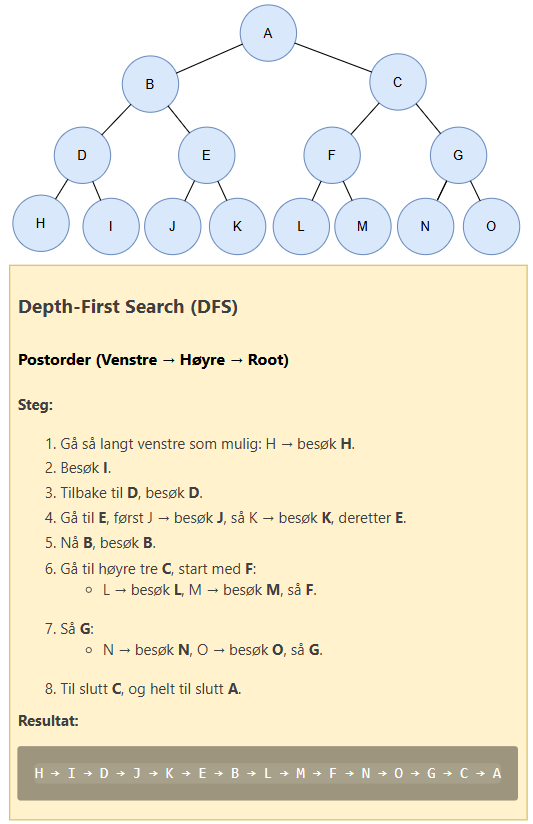 A
B
C
D
E
F
G
H
I
J
K
L
M
N
O
Depth-First Search (DFS)
Postorder (Venstre → Høyre → Root)
Steg:
1. Gå så langt venstre som mulig: H → besøk H.
2. Besøk I.
3. Tilbake til D, besøk D.
4. Gå til E, først J → besøk J, så K → besøk K, deretter E.
5. Nå B, besøk B.
6. Gå til høyre tre C, start med F:
○ L → besøk L, M → besøk M, så F.
7. Så G:
○ N → besøk N, O → besøk O, så G.
8. Til slutt C, og helt til slutt A.
Resultat:
H → I → D → J → K → E → B → L → M → F → N → O → G → C → A